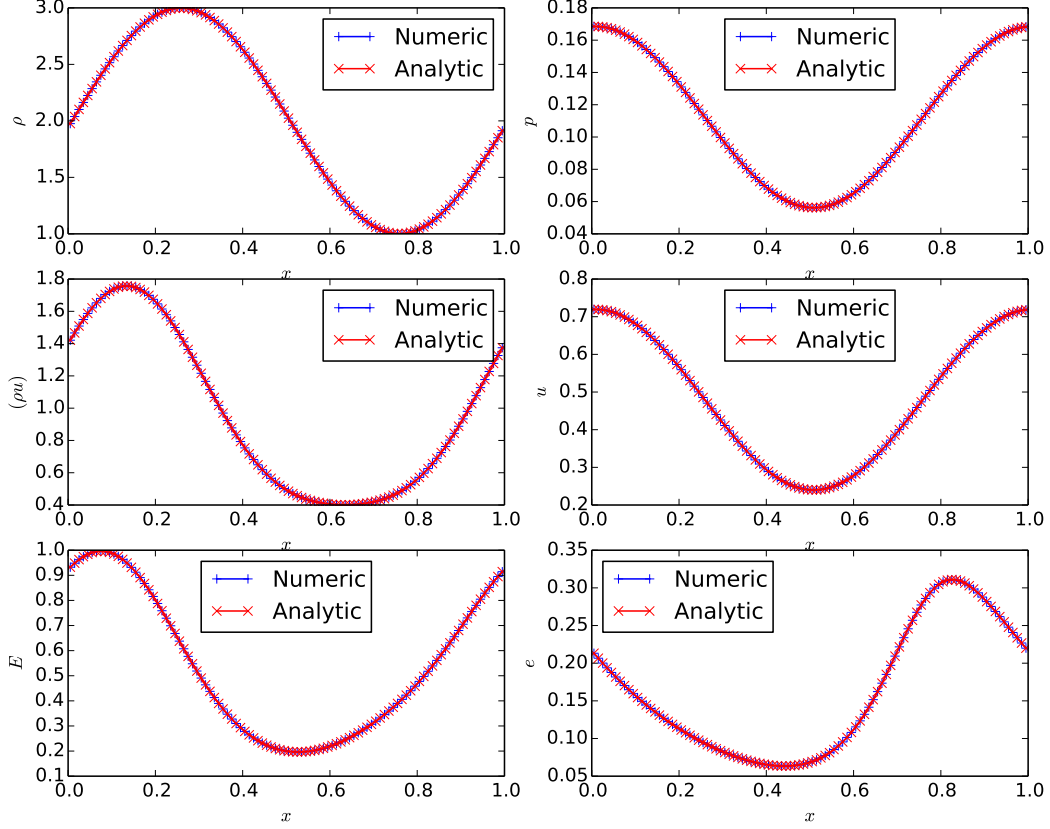 3.0
2.5
2.0
1.5
1.0
ρ
0.0 0.2 0.4 0.6 0.8 1.0
x
Numeric
Analytic
0.18
0.16
0.14
0.12
0.10
0.08
0.06
0.04
p
0.0 0.2 0.4 0.6 0.8 1.0
x
Numeric
Analytic
1.8
1.6
1.4
1.2
1.0
0.8
0.6
0.4
(ρu)
0.0 0.2 0.4 0.6 0.8 1.0
x
Numeric
Analytic
0.8
0.7
0.6
0.5
0.4
0.3
0.2
u
0.0 0.2 0.4 0.6 0.8 1.0
x
Numeric
Analytic
1.0
0.9
0.8
0.7
0.6
0.5
0.4
0.3
0.2
0.1
E
0.0 0.2 0.4 0.6 0.8 1.0
x
Numeric
Analytic
0.35
0.30
0.25
0.20
0.15
0.10
0.05
e
0.0 0.2 0.4 0.6 0.8 1.0
x
Numeric
Analytic